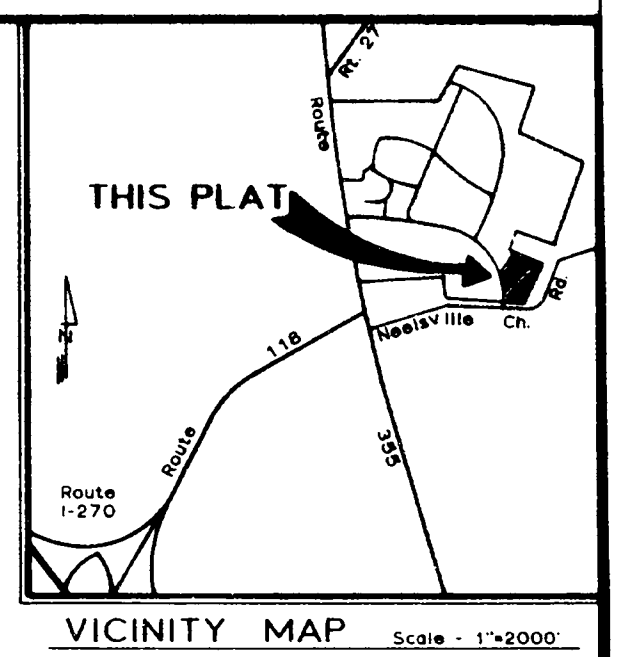 Rt. 27
Route
THIS PLAT
Rd.
Neelsville Ch.
118
Route
355
Route
I-270
N
VICINITY MAP Scale - 1"=2000'